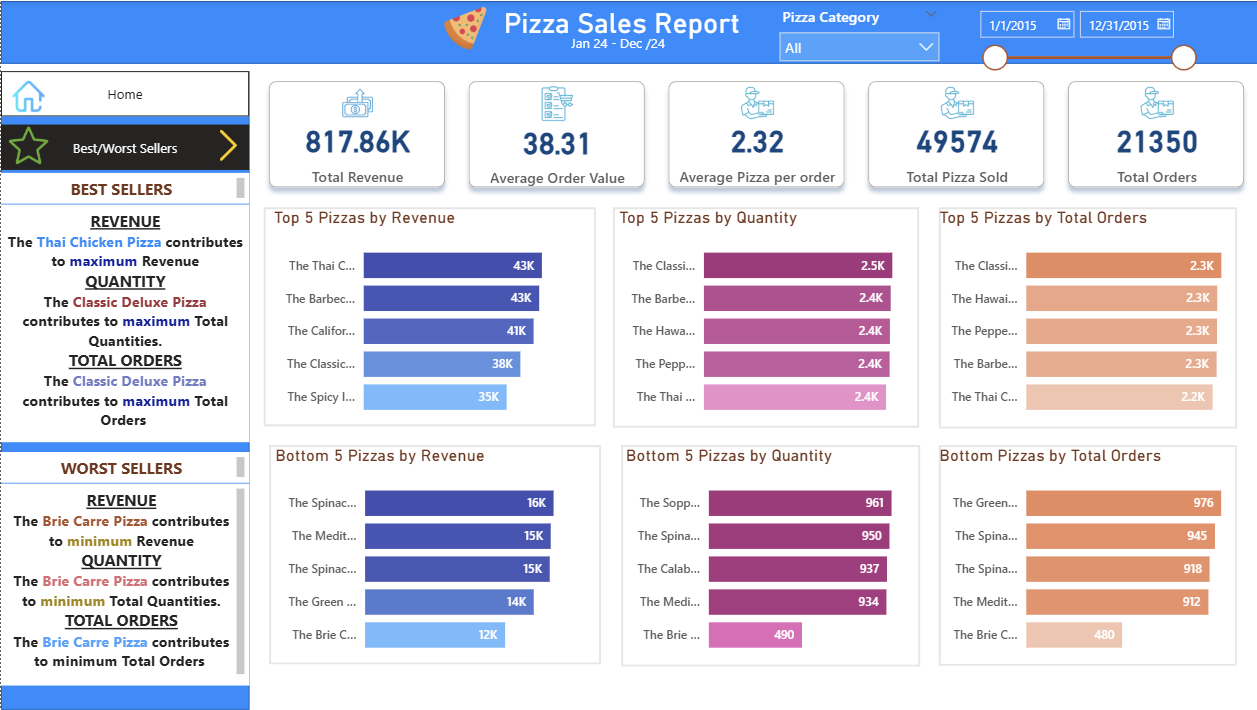 Pizza Sales Report
Jan 24 - Dec /24
Pizza Category
All
1/1/2015
12/31/2015
Home
Best/Worst Sellers
BEST SELLERS
REVENUE
The Thai Chicken Pizza contributes
to maximum Revenue
QUANTITY
The Classic Deluxe Pizza
contributes to maximum Total
Quantities.
TOTAL ORDERS
The Classic Deluxe Pizza
contributes to maximum Total
Orders
WORST SELLERS
REVENUE
The Brie Carre Pizza contributes
to minimum Revenue
QUANTITY
The Brie Carre Pizza contributes
to minimum Total Quantities.
TOTAL ORDERS
The Brie Carre Pizza contributes
to minimum Total Orders
817.86K
Total Revenue
38.31
Average Order Value
2.32
Average Pizza per order
49574
Total Pizza Sold
21350
Total Orders
Top 5 Pizzas by Revenue
The Thai C... 43K
The Barbec... 43K
The Califor... 41K
The Classic... 38K
The Spicy I... 35K
Top 5 Pizzas by Quantity
The Classi... 2.5K
The Barbe... 2.4K
The Hawa... 2.4K
The Pepp... 2.4K
The Thai ... 2.4K
Top 5 Pizzas by Total Orders
The Classi... 2.3K
The Hawai... 2.3K
The Peppe... 2.3K
The Barbe... 2.3K
The Thai C... 2.2K
Bottom 5 Pizzas by Revenue
The Spinac... 16K
The Medit... 15K
The Spinac... 15K
The Green ... 14K
The Brie C... 12K
Bottom 5 Pizzas by Quantity
The Sopp... 961
The Spina... 950
The Calab... 937
The Medi... 934
The Brie ... 490
Bottom Pizzas by Total Orders
The Green... 976
The Spina... 945
The Spina... 918
The Medit... 912
The Brie C... 480